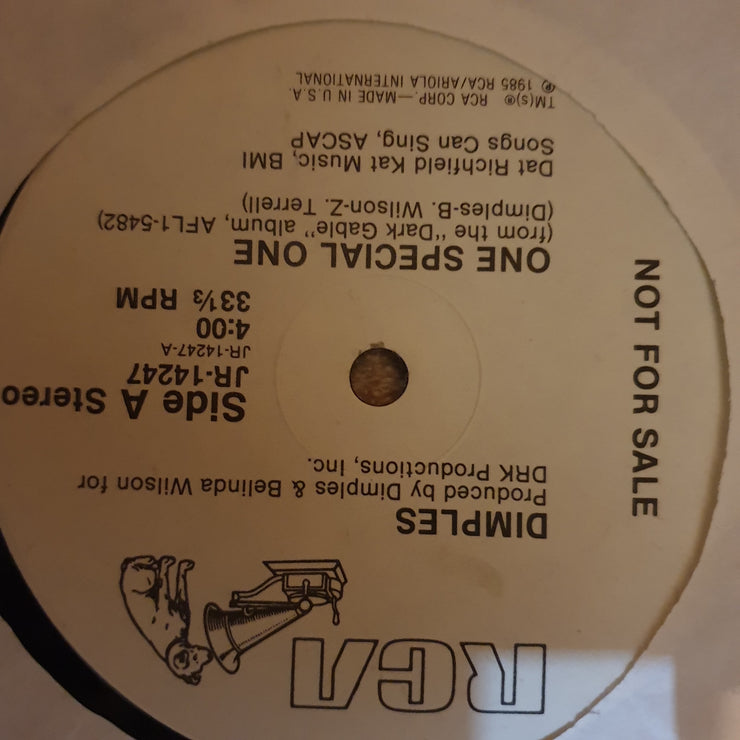 RCA
DIMPLES
Produced by Dimples & Belinda Wilson for
DRK Productions, Inc.
NOT FOR SALE
Side A Stereo
JR-14247
JR-14247-A
4:00
33⅓ RPM
ONE SPECIAL ONE
(from the "Dark Gable" album, AFL1-5482)
(Dimples-B. Wilson-Z. Terrell)
Dat Richfield Kat Music, BMI
Songs Can Sing, ASCAP
TM(s)® RCA CORP.—MADE IN U.S.A.
℗ 1985 RCA/ARIOLA INTERNATIONAL